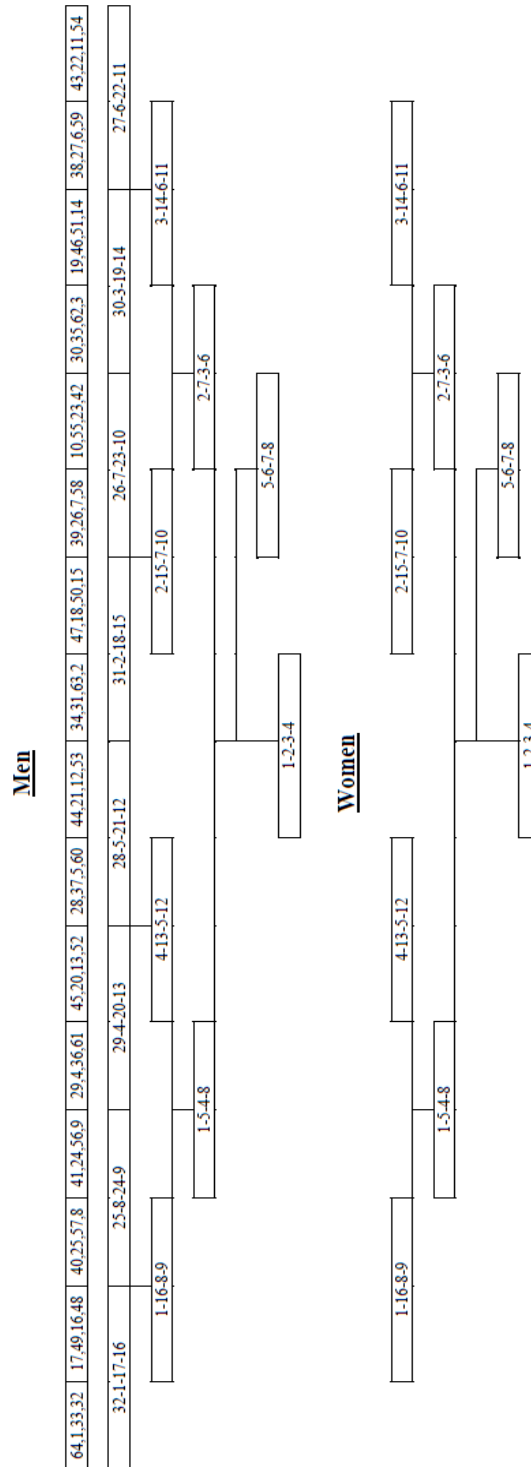 Men
64,1,33,32 17,49,16,48 40,25,57,8 41,24,56,9 29,4,36,61 45,20,13,52 28,37,5,60 44,21,12,53 34,31,63,2 47,18,50,15 39,26,7,58 10,55,23,42 30,35,62,3 19,46,51,14 38,27,6,59 43,22,11,54
32-1-17-16 25-8-24-9 29-4-20-13 28-5-21-12 31-2-18-15 26-7-23-10 30-3-19-14 27-6-22-11
1-16-8-9 4-13-5-12 2-15-7-10 3-14-6-11
1-5-4-8 2-7-3-6
5-6-7-8
1-2-3-4
Women
1-16-8-9 4-13-5-12 2-15-7-10 3-14-6-11
1-5-4-8 2-7-3-6
5-6-7-8
1-2-3-4